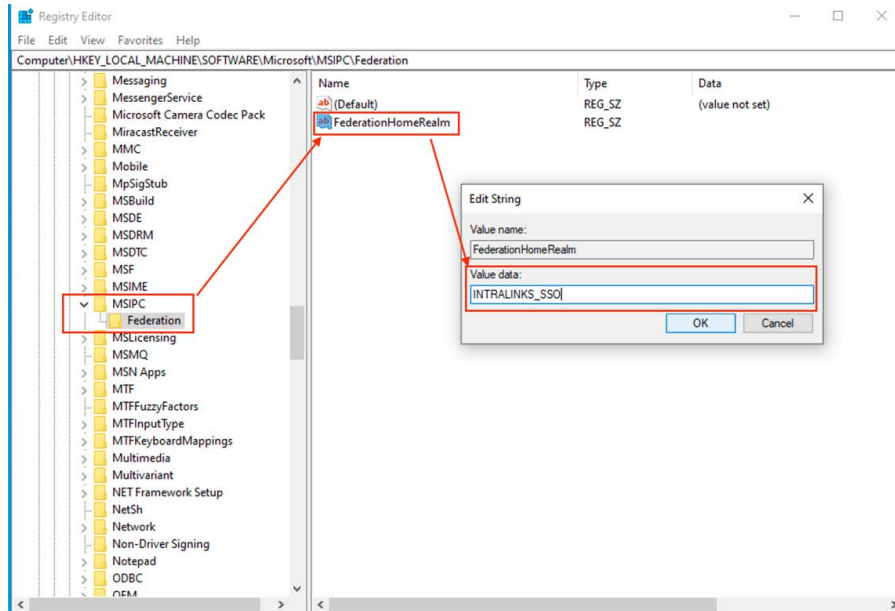 Registry Editor
File Edit View Favorites Help
Computer\HKEY_LOCAL_MACHINE\SOFTWARE\Microsoft\MSIPC\Federation
Messaging
MessengerService
Microsoft Camera Codec Pack
MiracastReceiver
MMC
Mobile
MpSigStub
MSBuild
MSDE
MSDRM
MSDTC
MSF
MSIME
MSIPC
Federation
MSLicensing
MSMQ
MSN Apps
MTF
MTFFuzzyFactors
MTFInputType
MTFKeyboardMappings
Multimedia
Multivariant
NET Framework Setup
NetSh
Network
Non-Driver Signing
Notepad
ODBC
OEM
Name Type Data
ab (Default) REG_SZ (value not set)
ab FederationHomeRealm REG_SZ
Edit String
Value name:
FederationHomeRealm
Value data:
INTRALINKS_SSO
OK Cancel